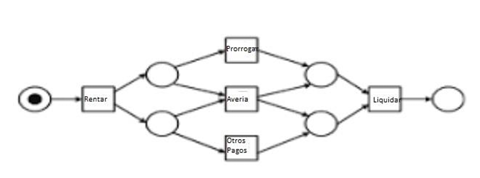 Prorrogas
Rentar
Averia
Liquidar
Otros
Pagos